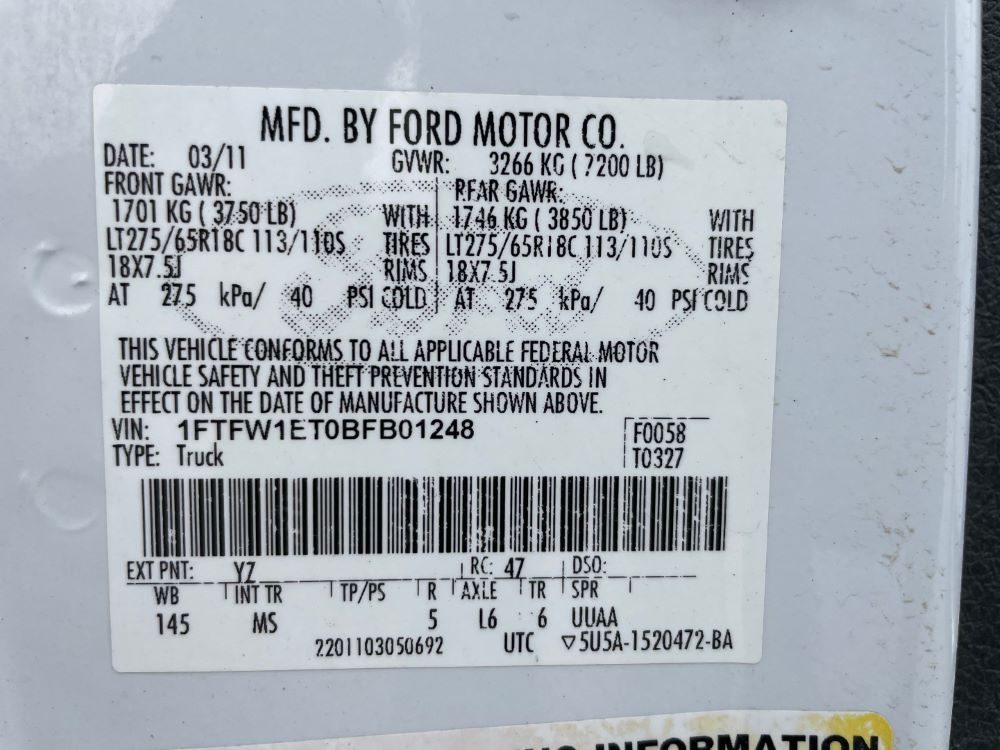 MFD. BY FORD MOTOR CO.
DATE: 03/11 GVWR: 3266 KG ( 7200 LB)
FRONT GAWR: REAR GAWR:
1701 KG ( 3750 LB) WITH 1746 KG ( 3850 LB) WITH
LT275/65R18C 113/110S TIRES LT275/65R18C 113/110S TIRES
18X7.5J RIMS 18X7.5J RIMS
AT 275 kPa/ 40 PSI COLD AT 275 kPa/ 40 PSI COLD
THIS VEHICLE CONFORMS TO ALL APPLICABLE FEDERAL MOTOR
VEHICLE SAFETY AND THEFT PREVENTION STANDARDS IN
EFFECT ON THE DATE OF MANUFACTURE SHOWN ABOVE.
VIN: 1FTFW1ET0BFB01248 F0058
TYPE: Truck T0327
EXT PNT: YZ RC: 47 DSO:
WB INT TR TP/PS R AXLE TR SPR
145 MS 5 L6 6 UUAA
2201103050692 UTC ▽5U5A-1520472-BA
INFORMATION